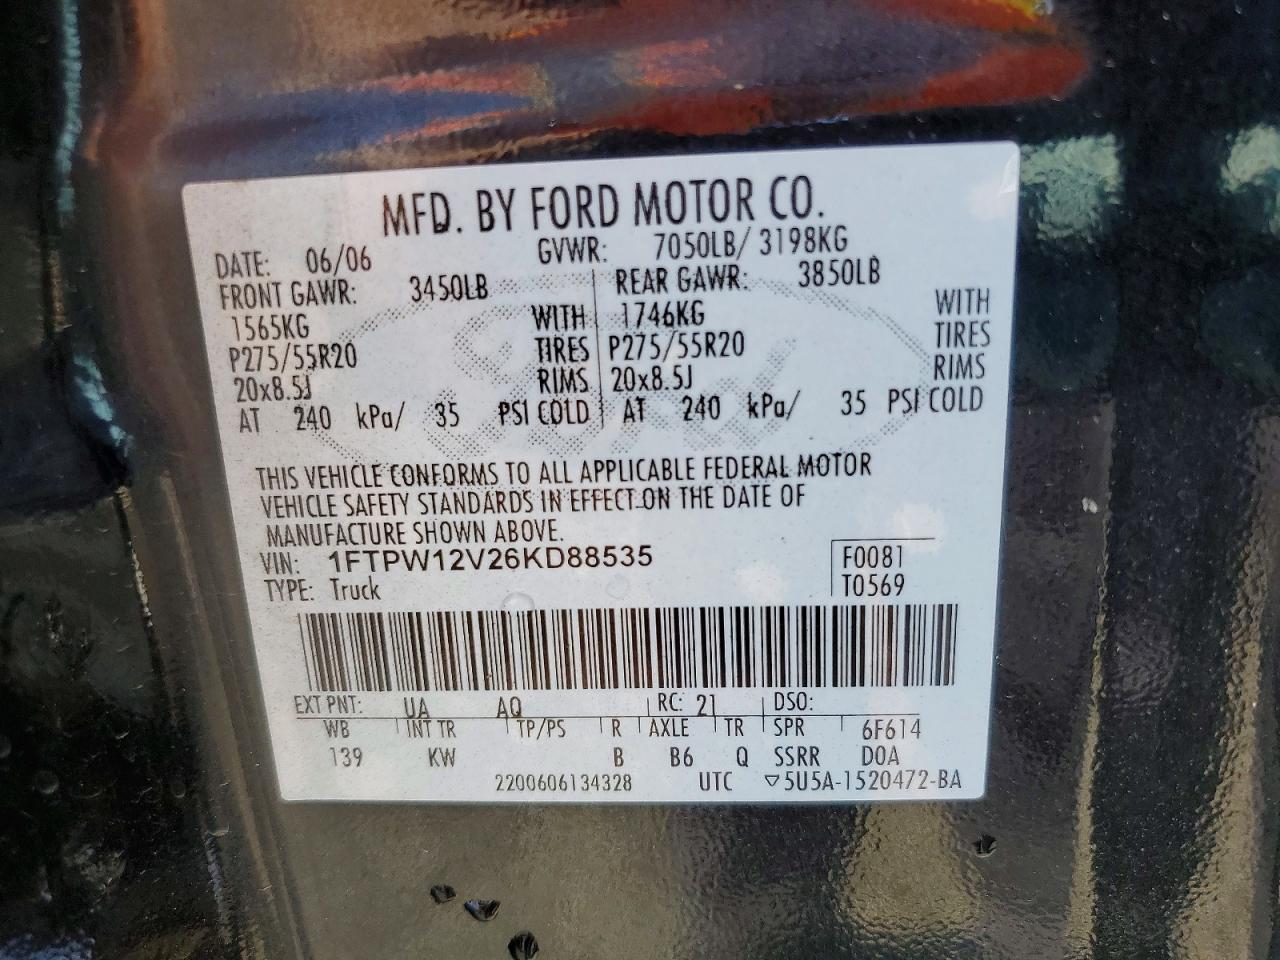 MFD. BY FORD MOTOR CO.
DATE: 06/06 GVWR: 7050LB/ 3198KG
FRONT GAWR: 3450LB REAR GAWR: 3850LB
1565KG WITH 1746KG WITH
P275/55R20 TIRES P275/55R20 TIRES
20x8.5J RIMS 20x8.5J RIMS
AT 240 kPa/ 35 PSI COLD AT 240 kPa/ 35 PSI COLD
Ford
THIS VEHICLE CONFORMS TO ALL APPLICABLE FEDERAL MOTOR
VEHICLE SAFETY STANDARDS IN EFFECT ON THE DATE OF
MANUFACTURE SHOWN ABOVE.
VIN: 1FTPW12V26KD88535 F0081
TYPE: Truck T0569
EXT PNT: UA AQ RC: 21 DSO:
WB INT TR TP/PS R AXLE TR SPR 6F614
139 KW B B6 Q SSRR DOA
2200606134328 UTC ▽5U5A-1520472-BA